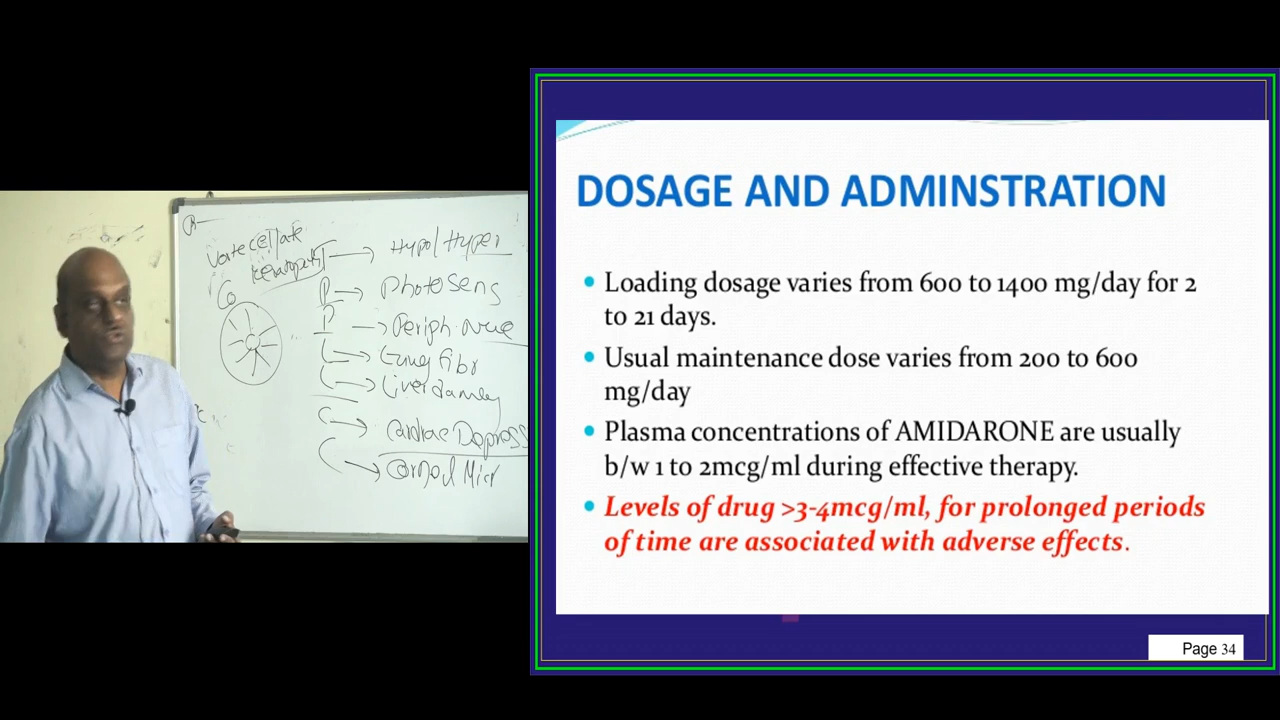 Hypo/Hyper
T
P
Photosens
P
Periph
Lung Fibr
Liver
C
Cardiac Depress
DOSAGE AND ADMINSTRATION
Loading dosage varies from 600 to 1400 mg/day for 2
to 21 days.
Usual maintenance dose varies from 200 to 600
mg/day
Plasma concentrations of AMIDARONE are usually
b/w 1 to 2mcg/ml during effective therapy.
Levels of drug >3-4mcg/ml, for prolonged periods
of time are associated with adverse effects.
Page 34